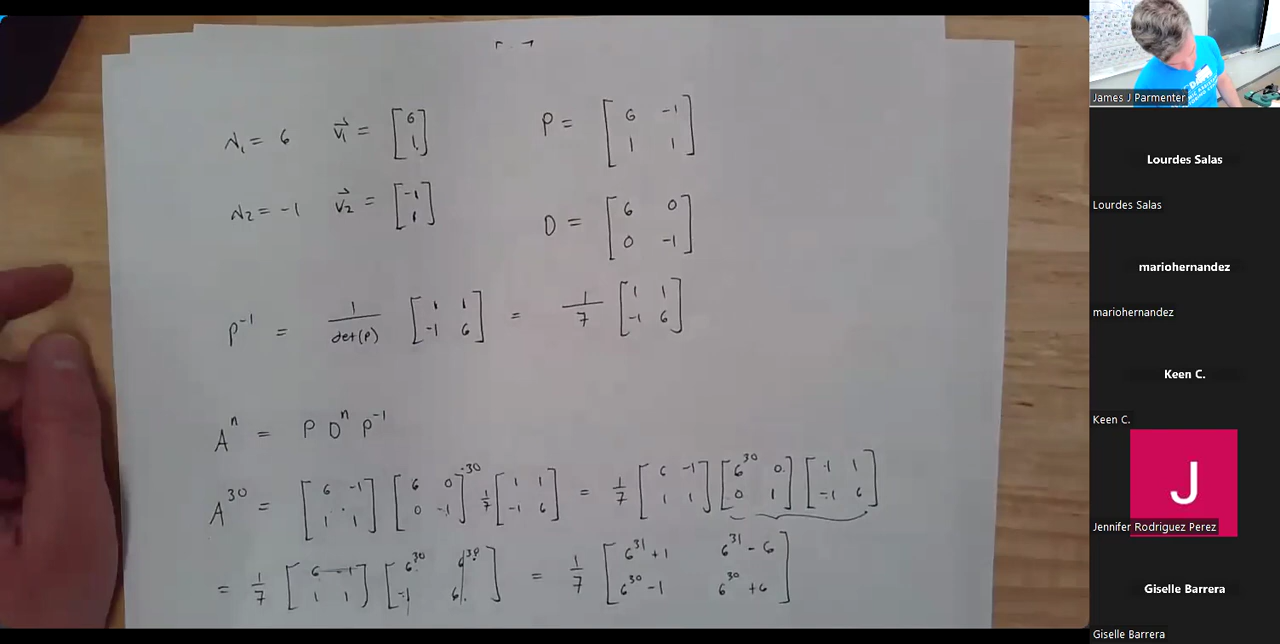 λ₁ = 6 v⃗₁ = [6; 1] P = [6 -1; 1 1]
λ₂ = -1 v⃗₂ = [-1; 1] D = [6 0; 0 -1]
P⁻¹ = 1/det(P) [1 1; -1 6] = 1/7 [1 1; -1 6]
Aⁿ = P Dⁿ P⁻¹
A³⁰ = [6 -1; 1 1] [6 0; 0 -1]³⁰ 1/7 [1 1; -1 6] = 1/7 [6 -1; 1 1] [6³⁰ 0; 0 1] [1 1; -1 6]
= 1/7 [6 -1; 1 1] [6³⁰ 6³⁰; -1 6] = 1/7 [6³¹+1 6³¹-6; 6³⁰-1 6³⁰+6]
James J Parmenter
Lourdes Salas
Lourdes Salas
mariohernandez
mariohernandez
Keen C.
Keen C.
J
Jennifer Rodriguez Perez
Giselle Barrera
Giselle Barrera